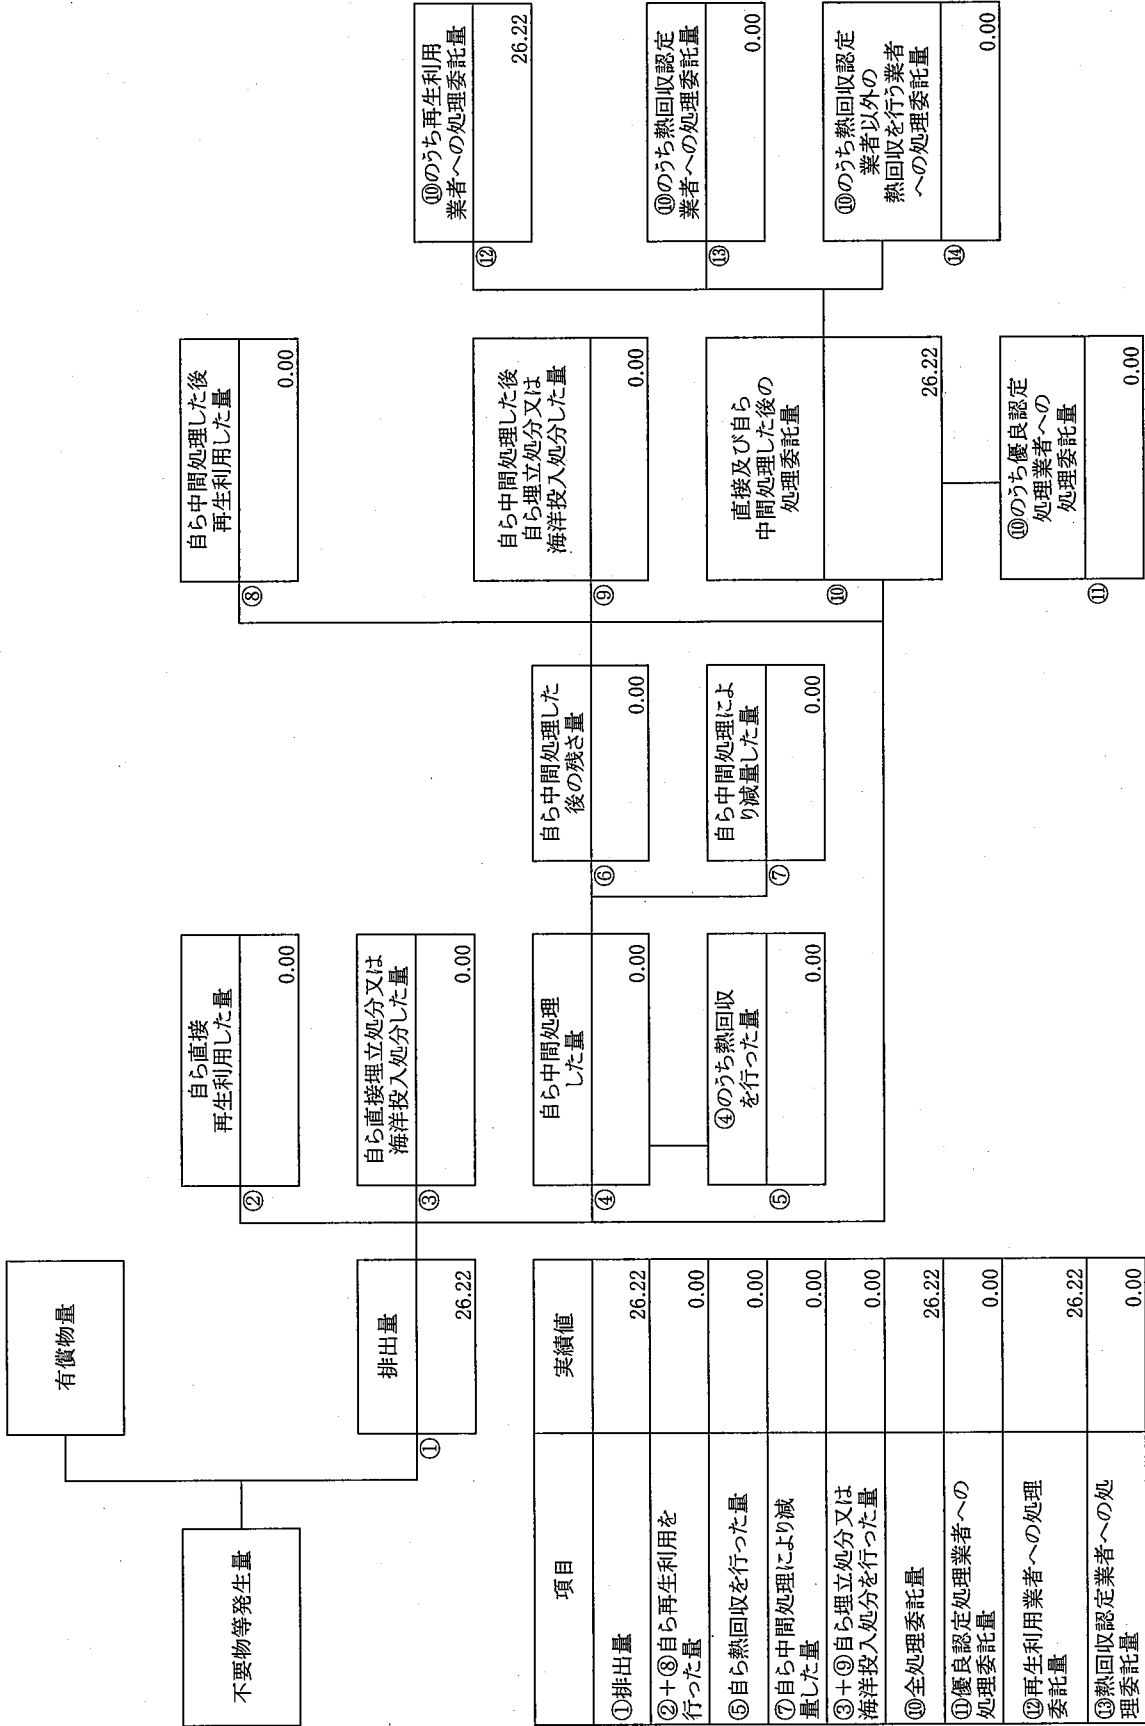 不要物等発生量
有償物量
①
排出量
26.22
②
自ら直接
再生利用した量
0.00
③
自ら直接埋立処分又は
海洋投入処分した量
0.00
④
自ら中間処理
した量
0.00
⑤
④のうち熱回収
を行った量
0.00
⑥
自ら中間処理した
後の残さ量
0.00
⑦
自ら中間処理によ
り減量した量
0.00
⑧
自ら中間処理した後
再生利用した量
0.00
⑨
自ら中間処理した後
自ら埋立処分又は
海洋投入処分した量
0.00
⑩
直接及び自ら
中間処理した後の
処理委託量
26.22
⑪
⑩のうち優良認定
処理業者への
処理委託量
0.00
⑫
⑩のうち再生利用
業者への処理委託量
26.22
⑬
⑩のうち熱回収認定
業者への処理委託量
0.00
⑭
⑩のうち熱回収認定
業者以外の
熱回収を行う業者
への処理委託量
0.00
項目 実績値
①排出量 26.22
②+⑧自ら再生利用を
行った量 0.00
⑤自ら熱回収を行った量 0.00
⑦自ら中間処理により減
量した量 0.00
③+⑨自ら埋立処分又は
海洋投入処分を行った量 0.00
⑩全処理委託量 26.22
⑪優良認定処理業者への
処理委託量 0.00
⑫再生利用業者への処理
委託量 26.22
⑬熱回収認定業者への処
理委託量 0.00